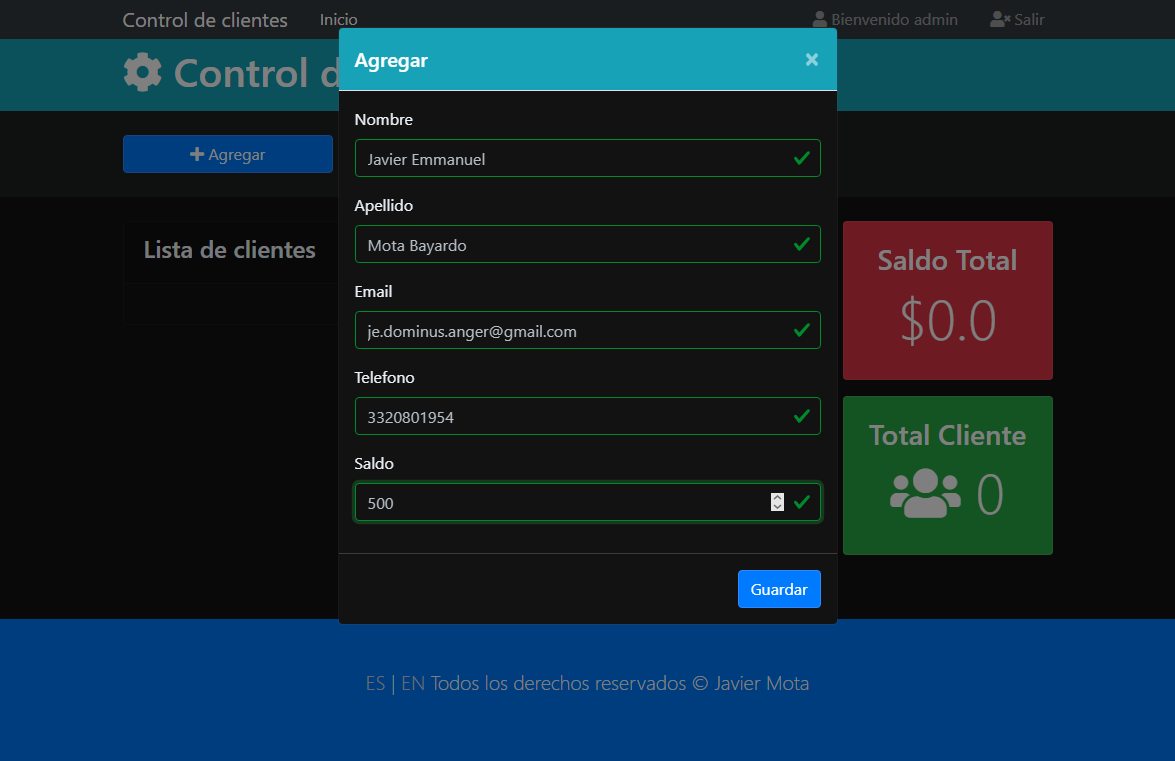 Control de clientes Inicio Bienvenido admin Salir
Control d
Agregar ×
Agregar
Nombre
Javier Emmanuel
Apellido
Mota Bayardo
Email
je.dominus.anger@gmail.com
Telefono
3320801954
Saldo
500
Guardar
Lista de clientes
Saldo Total
$0.0
Total Cliente
0
ES | EN Todos los derechos reservados © Javier Mota